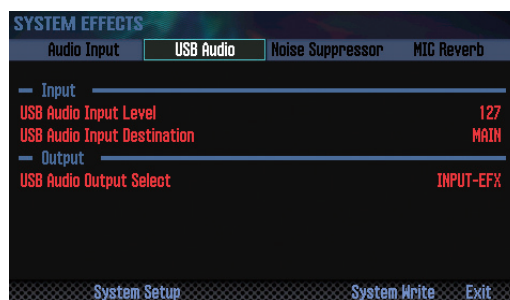 SYSTEM EFFECTS
Audio Input USB Audio Noise Suppressor MIC Reverb
Input
USB Audio Input Level 127
USB Audio Input Destination MAIN
Output
USB Audio Output Select INPUT-EFX
System Setup System Write Exit